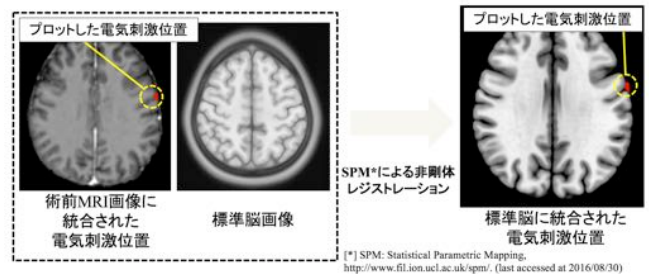 プロットした電気刺激位置
術前MRI画像に
統合された
電気刺激位置
標準脳画像
SPM*による非剛体
レジストレーション
プロットした電気刺激位置
標準脳に統合された
電気刺激位置
[*] SPM: Statistical Parametric Mapping,
http://www.fil.ion.ucl.ac.uk/spm/. (last accessed at 2016/08/30)